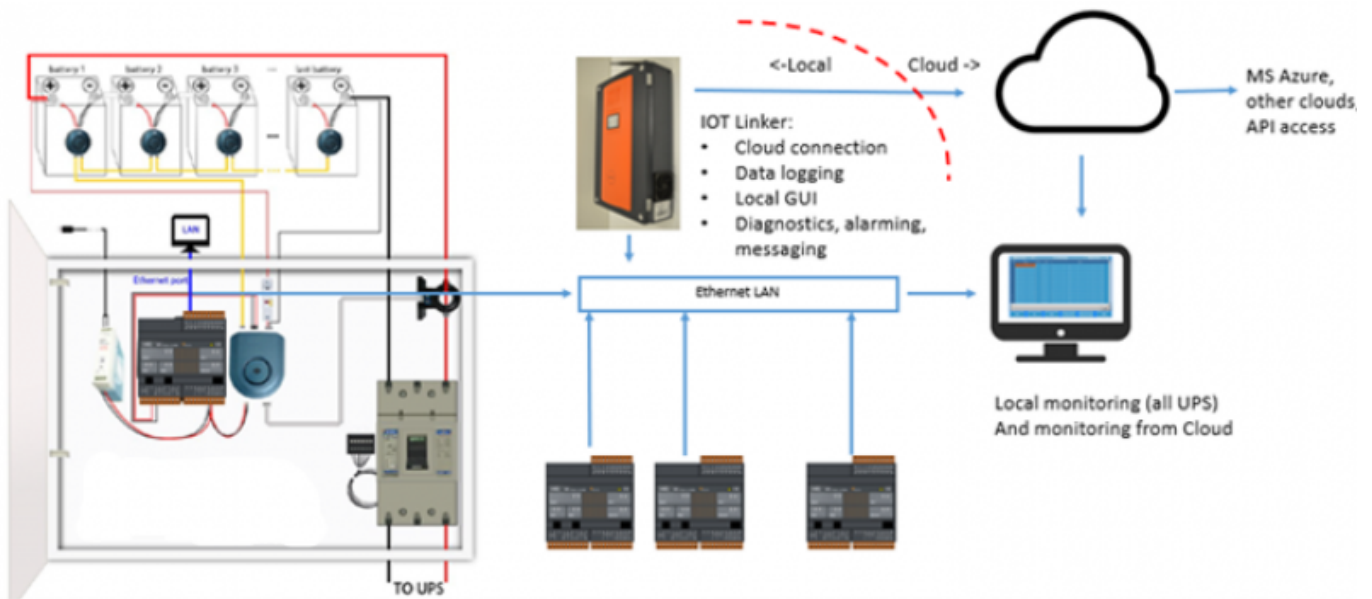 Battery 1
Battery 2
Battery 3
last battery
LAN
Ethernet port
TO UPS
<-Local
Cloud ->
IOT Linker:
• Cloud connection
• Data logging
• Local GUI
• Diagnostics, alarming,
messaging
Ethernet LAN
MS Azure,
other clouds,
API access
Local monitoring (all UPS)
And monitoring from Cloud